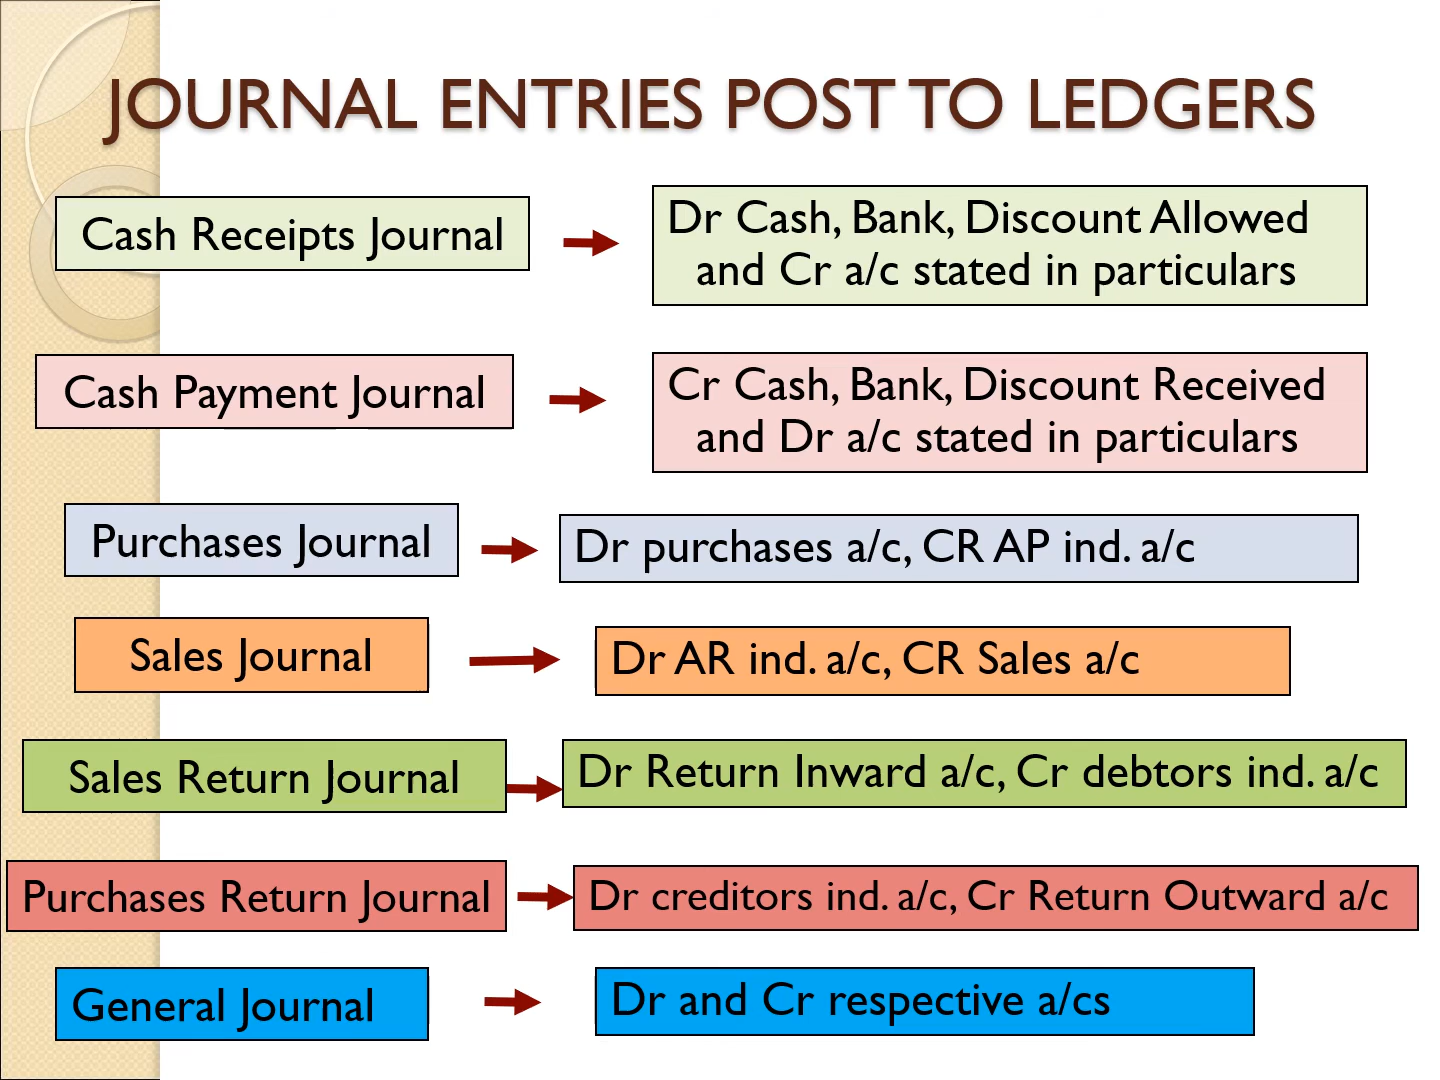 JOURNAL ENTRIES POST TO LEDGERS
Cash Receipts Journal
Dr Cash, Bank, Discount Allowed
and Cr a/c stated in particulars
Cash Payment Journal
Cr Cash, Bank, Discount Received
and Dr a/c stated in particulars
Purchases Journal
Dr purchases a/c, CR AP ind. a/c
Sales Journal
Dr AR ind. a/c, CR Sales a/c
Sales Return Journal
Dr Return Inward a/c, Cr debtors ind. a/c
Purchases Return Journal
Dr creditors ind. a/c, Cr Return Outward a/c
General Journal
Dr and Cr respective a/cs